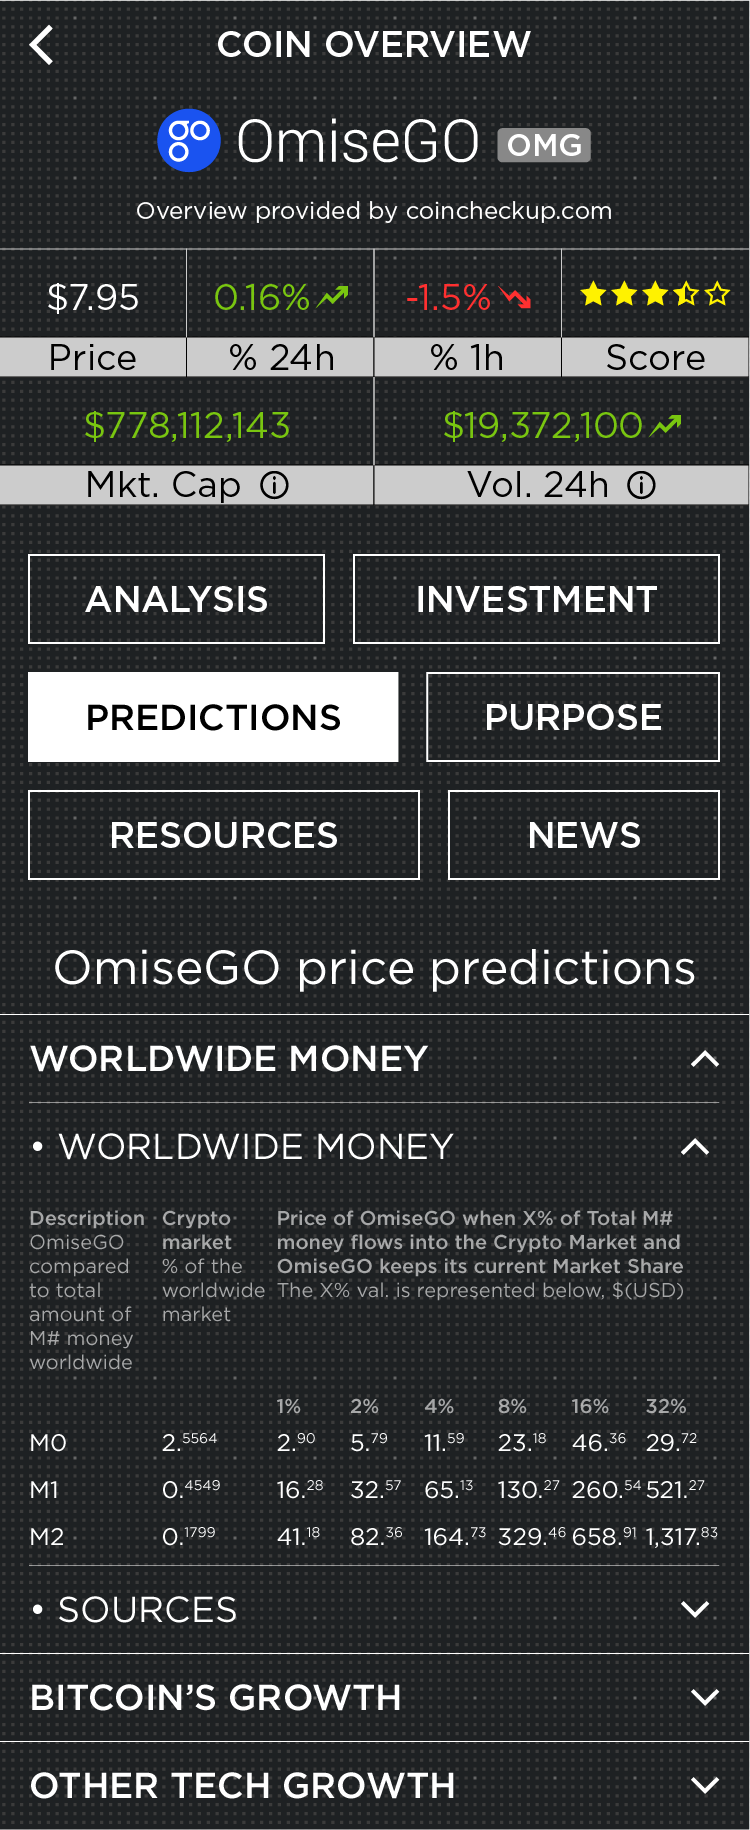 COIN OVERVIEW
go OmiseGO OMG
Overview provided by coincheckup.com
$7.95 0.16% -1.5%
Price % 24h % 1h Score
$778,112,143 $19,372,100
Mkt. Cap i Vol. 24h i
ANALYSIS INVESTMENT
PREDICTIONS PURPOSE
RESOURCES NEWS
OmiseGO price predictions
WORLDWIDE MONEY
• WORLDWIDE MONEY
Description Crypto Price of OmiseGO when X% of Total M#
OmiseGO market money flows into the Crypto Market and
compared % of the OmiseGO keeps its current Market Share
to total worldwide The X% val. is represented below, $(USD)
amount of market
M# money
worldwide
1% 2% 4% 8% 16% 32%
M0 2.5564 2.90 5.79 11.59 23.18 46.36 29.72
M1 0.4549 16.28 32.57 65.13 130.27 260.54 521.27
M2 0.1799 41.18 82.36 164.73 329.46 658.91 1,317.83
• SOURCES
BITCOIN’S GROWTH
OTHER TECH GROWTH